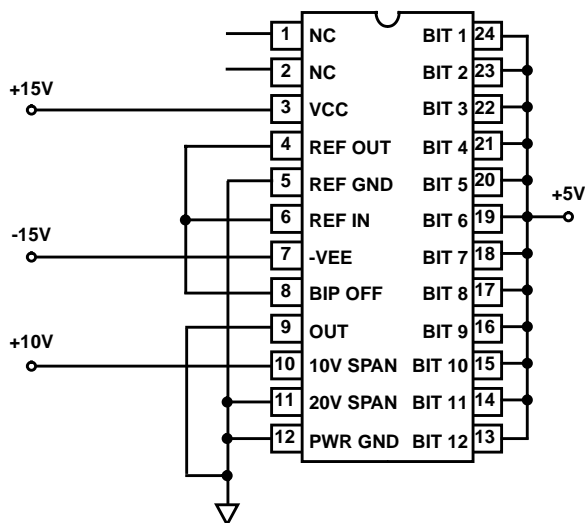 1 NC BIT 1 24
2 NC BIT 2 23
+15V
3 VCC BIT 3 22
4 REF OUT BIT 4 21
5 REF GND BIT 5 20
+5V
6 REF IN BIT 6 19
-15V
7 -VEE BIT 7 18
8 BIP OFF BIT 8 17
9 OUT BIT 9 16
+10V
10 10V SPAN BIT 10 15
11 20V SPAN BIT 11 14
12 PWR GND BIT 12 13